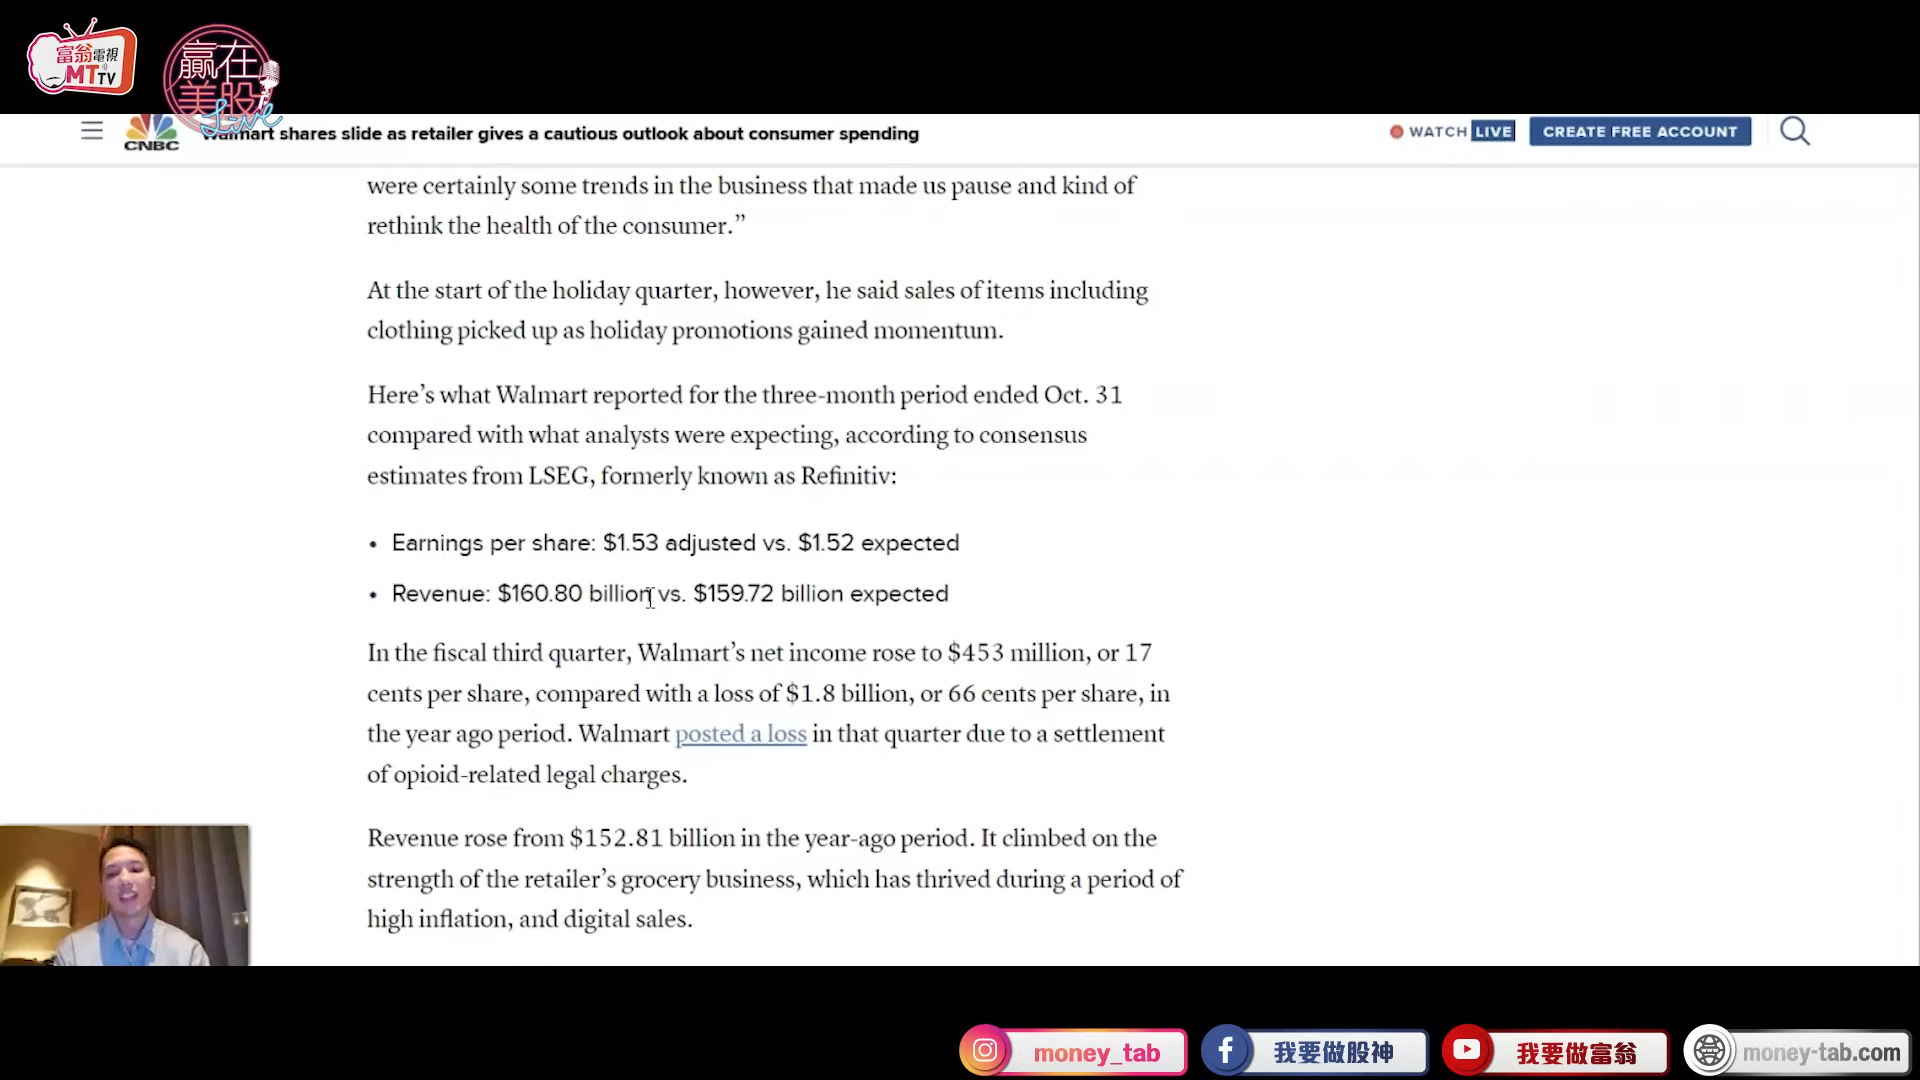 富翁電視
MTTV
贏在
美股
Live
CNBC
Walmart shares slide as retailer gives a cautious outlook about consumer spending
WATCH LIVE
CREATE FREE ACCOUNT
were certainly some trends in the business that made us pause and kind of
rethink the health of the consumer.”
At the start of the holiday quarter, however, he said sales of items including
clothing picked up as holiday promotions gained momentum.
Here’s what Walmart reported for the three-month period ended Oct. 31
compared with what analysts were expecting, according to consensus
estimates from LSEG, formerly known as Refinitiv:
• Earnings per share: $1.53 adjusted vs. $1.52 expected
• Revenue: $160.80 billion vs. $159.72 billion expected
In the fiscal third quarter, Walmart’s net income rose to $453 million, or 17
cents per share, compared with a loss of $1.8 billion, or 66 cents per share, in
the year ago period. Walmart posted a loss in that quarter due to a settlement
of opioid-related legal charges.
Revenue rose from $152.81 billion in the year-ago period. It climbed on the
strength of the retailer’s grocery business, which has thrived during a period of
high inflation, and digital sales.
money_tab
我要做股神
我要做富翁
money-tab.com